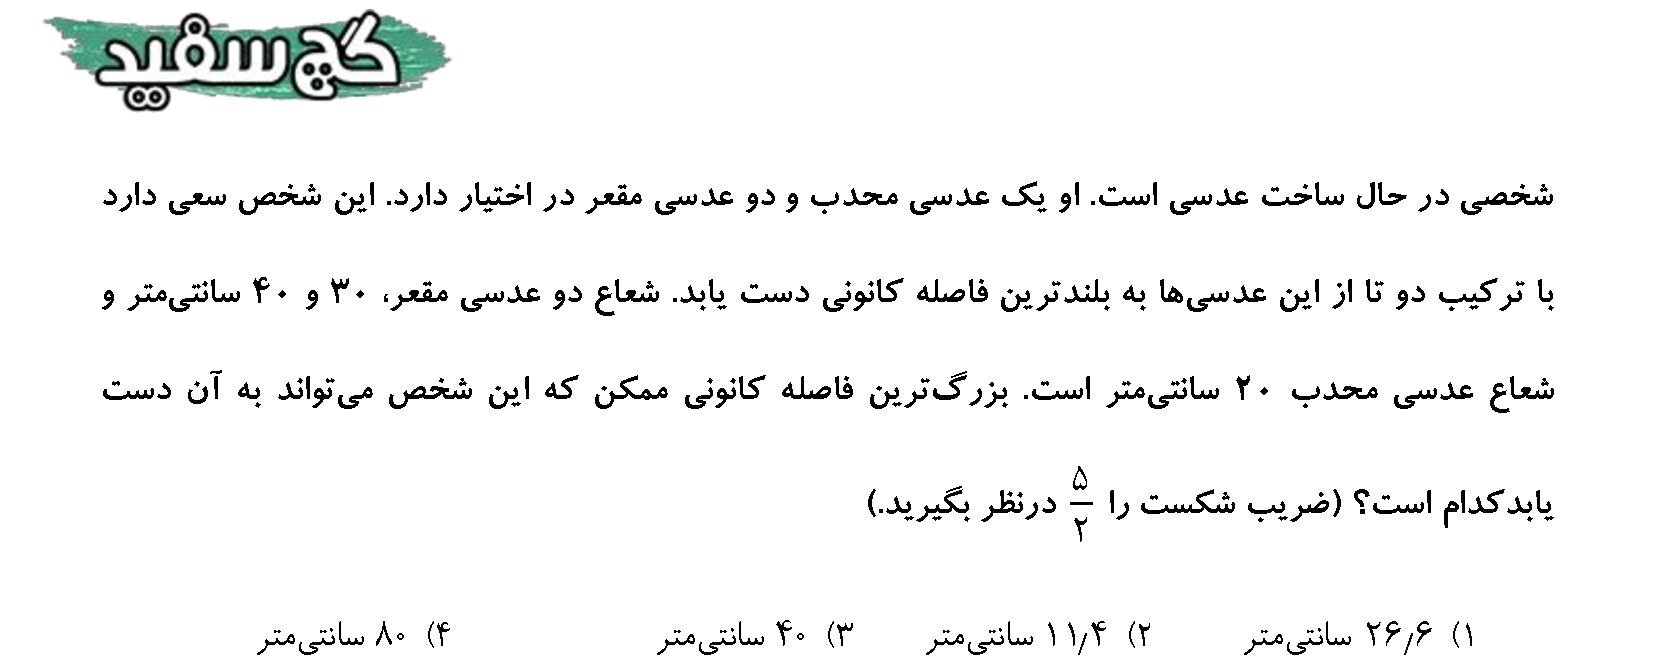 گچ سفید
شخصی در حال ساخت عدسی است. او یک عدسی محدب و دو عدسی مقعر در اختیار دارد. این شخص سعی دارد
با ترکیب دو تا از این عدسی‌ها به بلندترین فاصله کانونی دست یابد. شعاع دو عدسی مقعر، ۳۰ و ۴۰ سانتی‌متر و
شعاع عدسی محدب ۲۰ سانتی‌متر است. بزرگ‌ترین فاصله کانونی ممکن که این شخص می‌تواند به آن دست
یابدکدام است؟ (ضریب شکست را ۵/۲ درنظر بگیرید.)
۱) ۲۶٫۶ سانتی‌متر ۲) ۱۱٫۴ سانتی‌متر ۳) ۴۰ سانتی‌متر ۴) ۸۰ سانتی‌متر